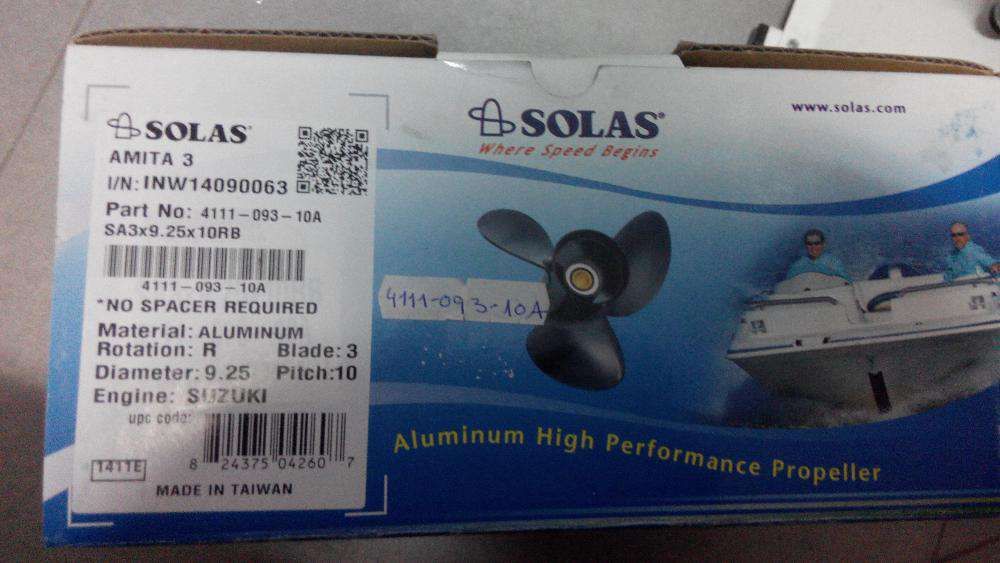 SOLAS
AMITA 3
I/N: INW14090063
Part No: 4111-093-10A
SA3x9.25x10RB
4111-093-10A
*NO SPACER REQUIRED
Material: ALUMINUM
Rotation: R Blade: 3
Diameter: 9.25 Pitch: 10
Engine: SUZUKI
upc code:
8 24375 04260 7
1411E
MADE IN TAIWAN
SOLAS
Where Speed Begins
www.solas.com
4111-093-10A
Aluminum High Performance Propeller